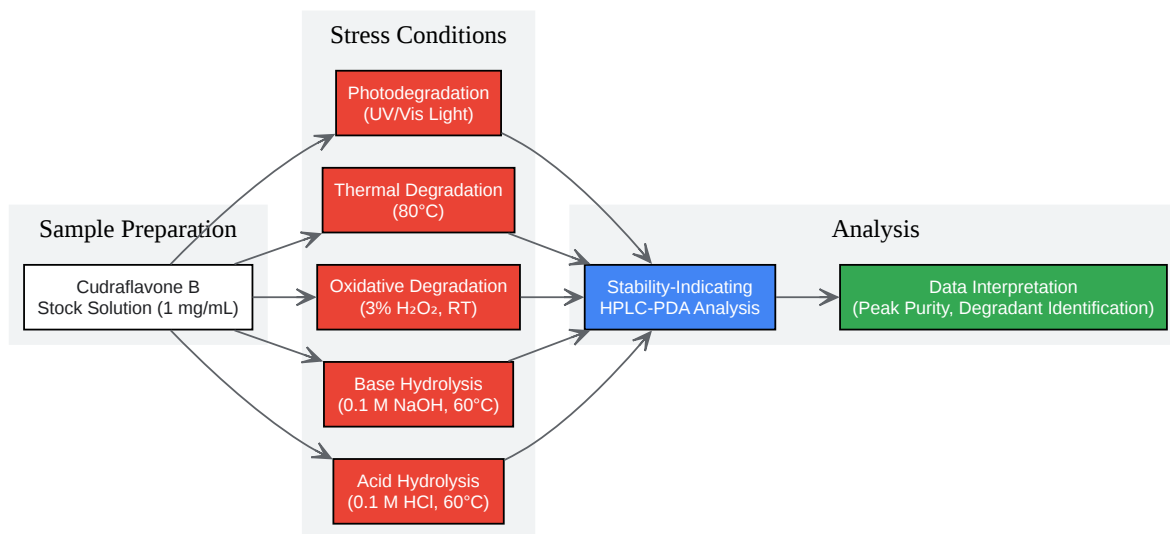 Stress Conditions
Photodegradation
(UV/Vis Light)
Thermal Degradation
(80°C)
Sample Preparation
Analysis
Cudraflavone B
Stock Solution (1 mg/mL)
Oxidative Degradation
(3% H₂O₂, RT)
Stability-Indicating
HPLC-PDA Analysis
Data Interpretation
(Peak Purity, Degradant Identification)
Base Hydrolysis
(0.1 M NaOH, 60°C)
Acid Hydrolysis
(0.1 M HCl, 60°C)